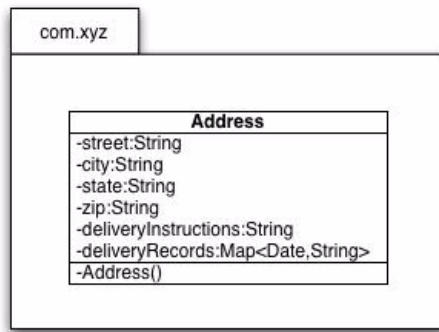 com.xyz
Address
-street:String
-city:String
-state:String
-zip:String
-deliveryInstructions:String
-deliveryRecords:Map<Date,String>
-Address()